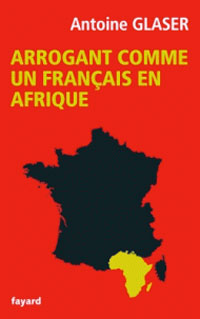 Antoine GLASER
ARROGANT COMME
UN FRANÇAIS EN
AFRIQUE
fayard